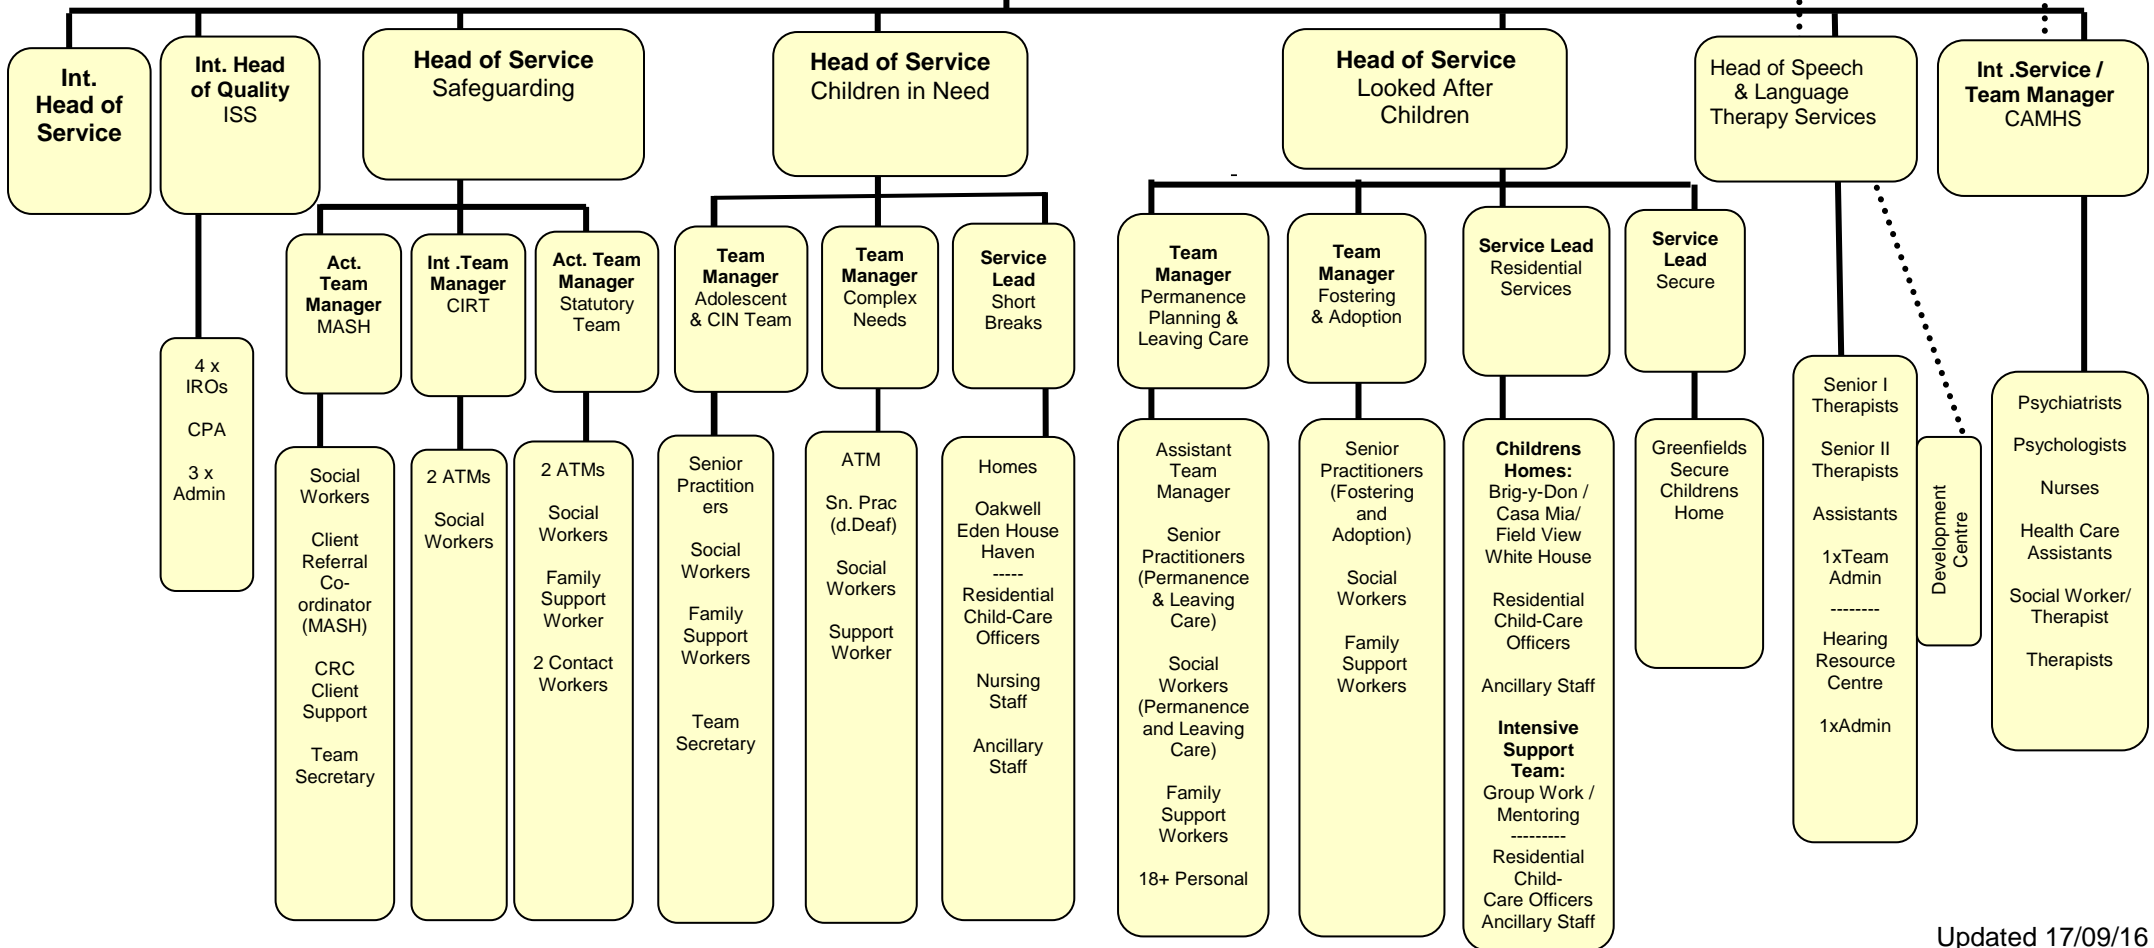 Int.
Head of
Service
Int. Head
of Quality
ISS
Head of Service
Safeguarding
Head of Service
Children in Need
Head of Service
Looked After
Children
Head of Speech
& Language
Therapy Services
Int .Service /
Team Manager
CAMHS
-
Act.
Team
Manager
MASH
Int .Team
Manager
CIRT
Act. Team
Manager
Statutory
Team
Team
Manager
Adolescent
& CIN Team
Team
Manager
Complex
Needs
Service
Lead
Short
Breaks
Team
Manager
Permanence
Planning &
Leaving Care
Team
Manager
Fostering
& Adoption
Service Lead
Residential
Services
Service
Lead
Secure
4 x
IROs
CPA
3 x
Admin
Social
Workers
Client
Referral
Co-
ordinator
(MASH)
CRC
Client
Support
Team
Secretary
2 ATMs
Social
Workers
2 ATMs
Social
Workers
Family
Support
Worker
2 Contact
Workers
Senior
Practition
ers
Social
Workers
Family
Support
Workers
Team
Secretary
ATM
Sn. Prac
(d.Deaf)
Social
Workers
Support
Worker
Homes
Oakwell
Eden House
Haven
-----
Residential
Child-Care
Officers
Nursing
Staff
Ancillary
Staff
Assistant
Team
Manager
Senior
Practitioners
(Permanence
& Leaving
Care)
Social
Workers
(Permanence
and Leaving
Care)
Family
Support
Workers
18+ Personal
Senior
Practitioners
(Fostering
and
Adoption)
Social
Workers
Family
Support
Workers
Childrens
Homes:
Brig-y-Don /
Casa Mia/
Field View
White House
Residential
Child-Care
Officers
Ancillary Staff
Intensive
Support
Team:
Group Work /
Mentoring
---------
Residential
Child-
Care Officers
Ancillary Staff
Greenfields
Secure
Childrens
Home
Senior I
Therapists
Senior II
Therapists
Assistants
1xTeam
Admin
--------
Hearing
Resource
Centre
1xAdmin
Development
Centre
Psychiatrists
Psychologists
Nurses
Health Care
Assistants
Social Worker/
Therapist
Therapists
Updated 17/09/16